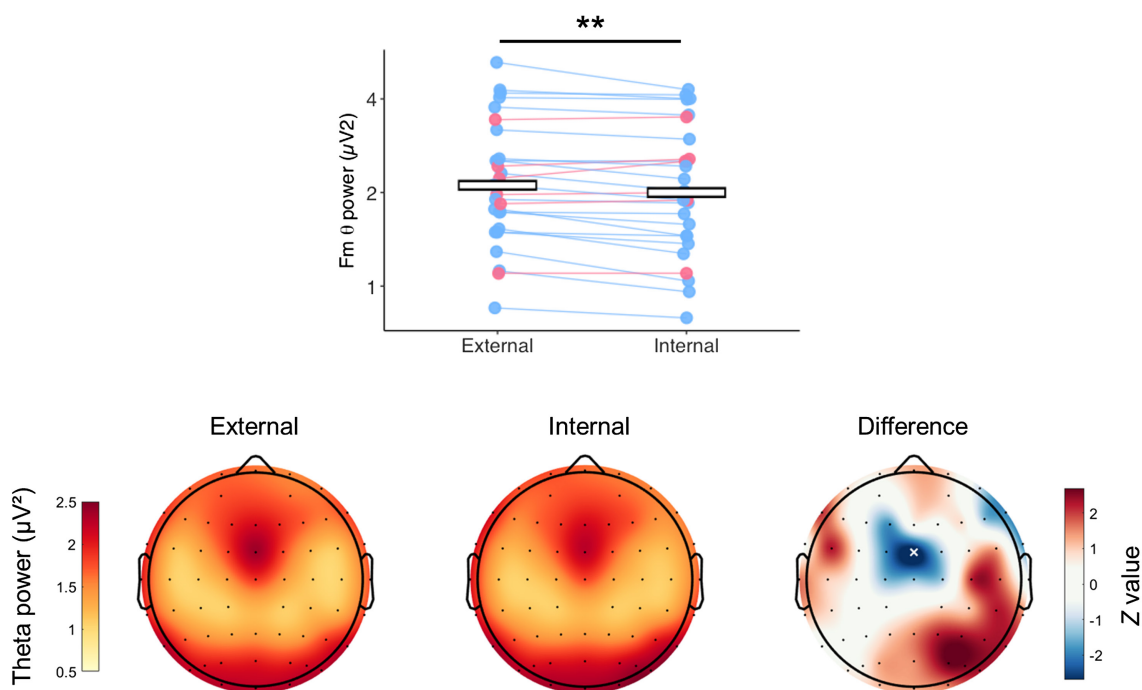 **
Fm θ power (μV2)
4
2
1
External
Internal
External
Internal
Difference
Theta power (μV²)
2.5
2
1.5
1
0.5
×
2
1
0
-1
-2
Z value